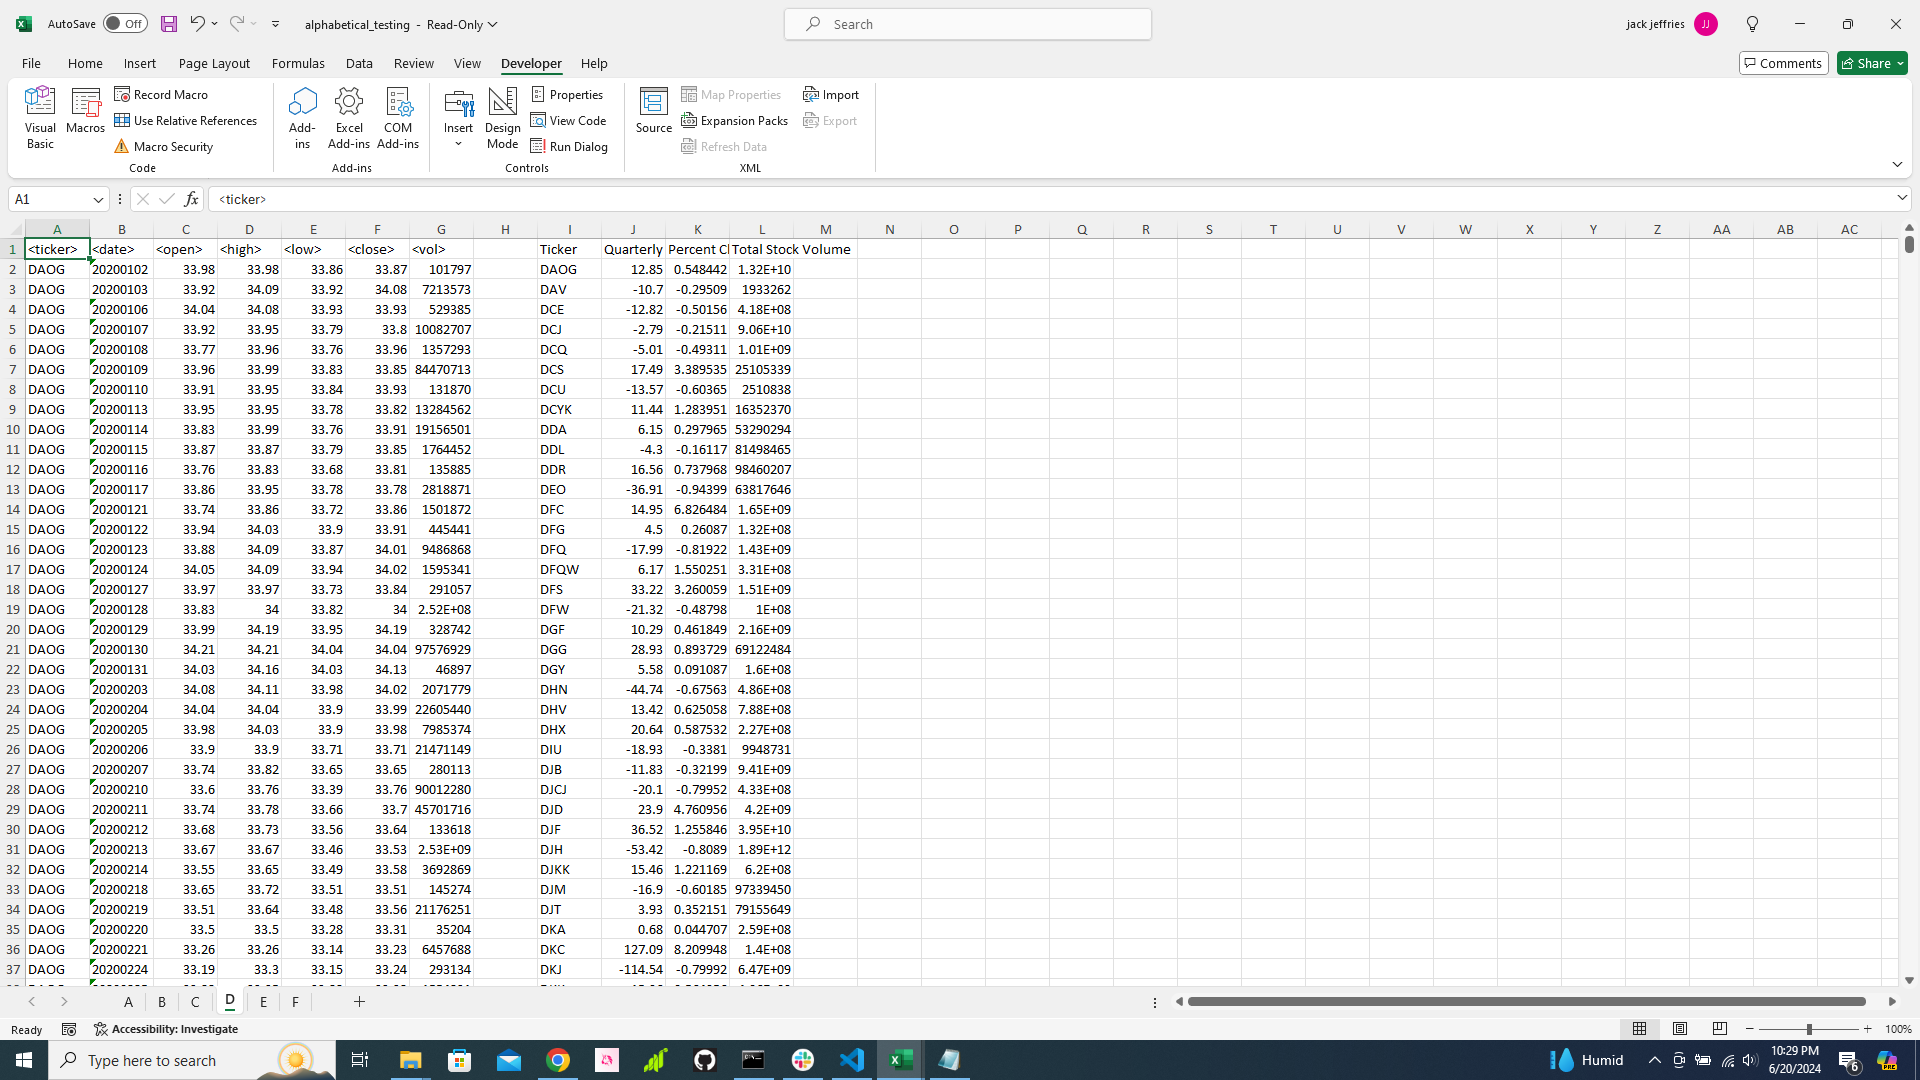 AutoSave Off alphabetical_testing - Read-Only Search jack jeffries JJ
File Home Insert Page Layout Formulas Data Review View Developer Help Comments Share
Visual Basic Macros Record Macro Use Relative References Macro Security Code
Add-ins Excel Add-ins COM Add-ins Add-ins
Insert Design Mode Properties View Code Run Dialog Controls
Source Map Properties Expansion Packs Refresh Data Import Export XML
A1 fx <ticker>
A B C D E F G H I J K L M N O P Q R S T U V W X Y Z AA AB AC
1 <ticker> <date> <open> <high> <low> <close> <vol> Ticker Quarterly Percent Cl Total Stock Volume
2 DAOG 20200102 33.98 33.98 33.86 33.87 101797 DAOG 12.85 0.548442 1.32E+10
3 DAOG 20200103 33.92 34.09 33.92 34.08 7213573 DAV -10.7 -0.29509 1933262
4 DAOG 20200106 34.04 34.08 33.93 33.93 529385 DCE -12.82 -0.50156 4.18E+08
5 DAOG 20200107 33.92 33.95 33.79 33.8 10082707 DCJ -2.79 -0.21511 9.06E+10
6 DAOG 20200108 33.77 33.96 33.76 33.96 1357293 DCQ -5.01 -0.49311 1.01E+09
7 DAOG 20200109 33.96 33.99 33.83 33.85 84470713 DCS 17.49 3.389535 25105339
8 DAOG 20200110 33.91 33.95 33.84 33.93 131870 DCU -13.57 -0.60365 2510838
9 DAOG 20200113 33.95 33.95 33.78 33.82 13284562 DCYK 11.44 1.283951 16352370
10 DAOG 20200114 33.83 33.99 33.76 33.91 19156501 DDA 6.15 0.297965 53290294
11 DAOG 20200115 33.87 33.87 33.79 33.85 1764452 DDL -4.3 -0.16117 81498465
12 DAOG 20200116 33.76 33.83 33.68 33.81 135885 DDR 16.56 0.737968 98460207
13 DAOG 20200117 33.86 33.95 33.78 33.78 2818871 DEO -36.91 -0.94399 63817646
14 DAOG 20200121 33.74 33.86 33.72 33.86 1501872 DFC 14.95 6.826484 1.65E+09
15 DAOG 20200122 33.94 34.03 33.9 33.91 445441 DFG 4.5 0.26087 1.32E+08
16 DAOG 20200123 33.88 34.09 33.87 34.01 9486868 DFQ -17.99 -0.81922 1.43E+09
17 DAOG 20200124 34.05 34.09 33.94 34.02 1595341 DFQW 6.17 1.550251 3.31E+08
18 DAOG 20200127 33.97 33.97 33.73 33.84 291057 DFS 33.22 3.260059 1.51E+09
19 DAOG 20200128 33.83 34 33.82 34 2.52E+08 DFW -21.32 -0.48798 1E+08
20 DAOG 20200129 33.99 34.19 33.95 34.19 328742 DGF 10.29 0.461849 2.16E+09
21 DAOG 20200130 34.21 34.21 34.04 34.04 97576929 DGG 28.93 0.893729 69122484
22 DAOG 20200131 34.03 34.16 34.03 34.13 46897 DGY 5.58 0.091087 1.6E+08
23 DAOG 20200203 34.08 34.11 33.98 34.02 2071779 DHN -44.74 -0.67563 4.86E+08
24 DAOG 20200204 34.04 34.04 33.9 33.99 22605440 DHV 13.42 0.625058 7.88E+08
25 DAOG 20200205 33.98 34.03 33.9 33.98 7985374 DHX 20.64 0.587532 2.27E+08
26 DAOG 20200206 33.9 33.9 33.71 33.71 21471149 DIU -18.93 -0.3381 9948731
27 DAOG 20200207 33.74 33.82 33.65 33.65 280113 DJB -11.83 -0.32199 9.41E+09
28 DAOG 20200210 33.6 33.76 33.39 33.76 90012280 DJCJ -20.1 -0.79952 4.33E+08
29 DAOG 20200211 33.74 33.78 33.66 33.7 45701716 DJD 23.9 4.760956 4.2E+09
30 DAOG 20200212 33.68 33.73 33.56 33.64 133618 DJF 36.52 1.255846 3.95E+10
31 DAOG 20200213 33.67 33.67 33.46 33.53 2.53E+09 DJH -53.42 -0.8089 1.89E+12
32 DAOG 20200214 33.55 33.65 33.49 33.58 3692869 DJKK 15.46 1.221169 6.2E+08
33 DAOG 20200218 33.65 33.72 33.51 33.51 145274 DJM -16.9 -0.60185 97339450
34 DAOG 20200219 33.51 33.64 33.48 33.56 21176251 DJT 3.93 0.352151 79155649
35 DAOG 20200220 33.5 33.5 33.28 33.31 35204 DKA 0.68 0.044707 2.59E+08
36 DAOG 20200221 33.26 33.26 33.14 33.23 6457688 DKC 127.09 8.209948 1.4E+08
37 DAOG 20200224 33.19 33.3 33.15 33.24 293134 DKJ -114.54 -0.79992 6.47E+09
A B C D E F
Ready Accessibility: Investigate 100%
Type here to search Humid 10:29 PM 6/20/2024 6